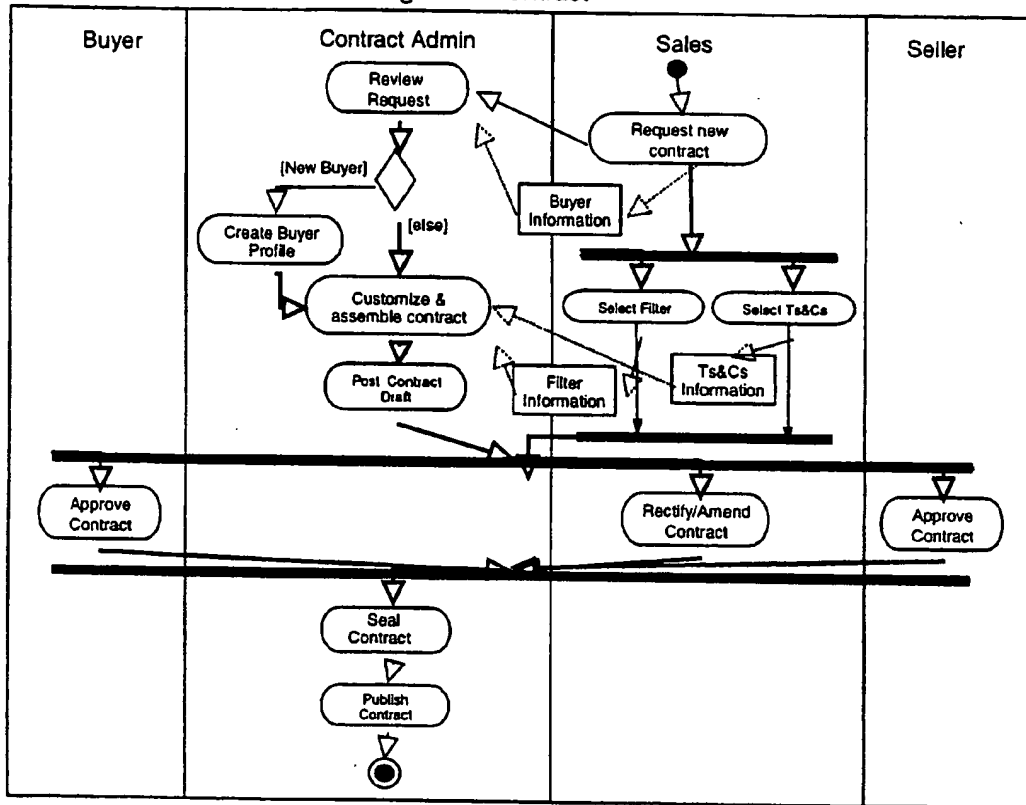 Buyer
Contract Admin
Sales
Seller
Review
Request
Request new
contract
[New Buyer]
Buyer
Information
Create Buyer
Profile
[else]
Customize &
assemble contract
Select Filter
Select Ts&Cs
Post Contract
Draft
Filter
Information
Ts&Cs
Information
Approve
Contract
Rectify/Amend
Contract
Approve
Contract
Seal
Contract
Publish
Contract